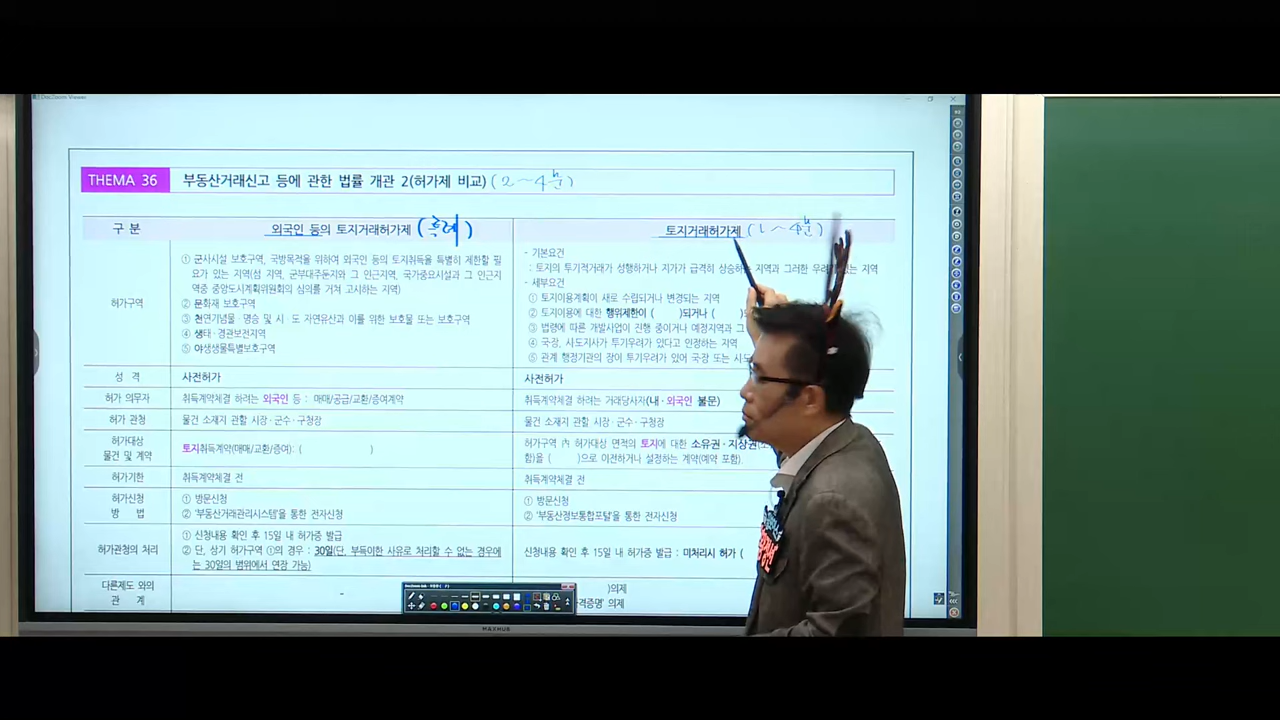 THEMA 36 부동산거래신고 등에 관한 법률 개관 2(허가제 비교) (2~4문)
구 분 외국인 등의 토지거래허가제 (특례) 토지거래허가제 (1~4문)
허가구역
① 군사시설 보호구역, 국방목적을 위하여 외국인 등의 토지취득을 특별히 제한할 필
요가 있는 지역(섬 지역, 군부대주둔지와 그 인근지역, 국가중요시설과 그 인근지
역중 중앙도시계획위원회의 심의를 거쳐 고시하는 지역)
② 문화재 보호구역
③ 천연기념물·명승 및 시·도 자연유산과 이를 위한 보호물 또는 보호구역
④ 생태·경관보전지역
⑤ 야생생물특별보호구역
- 기본요건
: 토지의 투기적거래가 성행하거나 지가가 급격히 상승하 지역과 그러한 우려 있는 지역
- 세부요건
① 토지이용계획이 새로 수립되거나 변경되는 지역
② 토지이용에 대한 행위제한이 ( )되거나 (
③ 법령에 따른 개발사업이 진행 중이거나 예정지역과 그
④ 국장, 시도지사가 투기우려가 있다고 인정하는 지역
⑤ 관계 행정기관의 장이 투기우려가 있어 국장 또는 시도
성 격 사전허가 사전허가
허가 의무자 취득계약체결 하려는 외국인 등 : 매매/공급/교환/증여계약 취득계약체결 하려는 거래당사자(내·외국인 불문)
허가 관청 물건 소재지 관할 시장·군수·구청장 물건 소재지 관할 시장·군수·구청장
허가대상
물건 및 계약
토지취득계약(매매/교환/증여): ( )
허가구역 內 허가대상 면적의 토지에 대한 소유권·지상권(
함)을 ( )으로 이전하거나 설정하는 계약(예약 포함)
허가기한 취득계약체결 전 취득계약체결 전
허가신청
방 법
① 방문신청
② '부동산거래관리시스템'을 통한 전자신청
① 방문신청
② '부동산정보통합포털'을 통한 전자신청
허가관청의 처리
① 신청내용 확인 후 15일 내 허가증 발급
② 단, 상기 허가구역 ①의 경우 : 30일(단, 부득이한 사유로 처리할 수 없는 경우에
는 30일의 범위에서 연장 가능)
신청내용 확인 후 15일 내 허가증 발급 : 미처리시 허가 (
다른제도 와의
관 계
-
)의제
격증명' 의제
MAXHUB